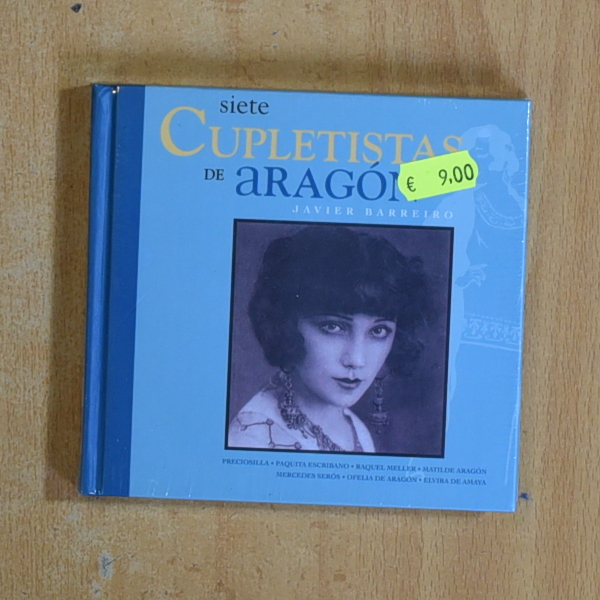 siete
CUPLETISTAS
DE ARAGÓN
€ 9,00
JAVIER BARREIRO
PRECIOSILLA • PAQUITA ESCRIBANO • RAQUEL MELLER • MATILDE ARAGÓN
MERCEDES SERÓS • OFELIA DE ARAGÓN • ELVIRA DE AMAYA